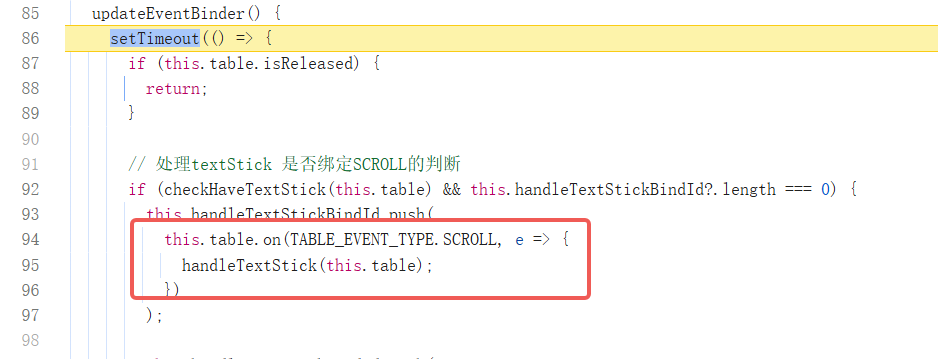 85 updateEventBinder() {
86 setTimeout(() => {
87 if (this.table.isReleased) {
88 return;
89 }
90
91 // 处理textStick 是否绑定SCROLL的判断
92 if (checkHaveTextStick(this.table) && this.handleTextStickBindId?.length === 0) {
93 this.handleTextStickBindId.push(
94 this.table.on(TABLE_EVENT_TYPE.SCROLL, e => {
95 handleTextStick(this.table);
96 })
97 );
98